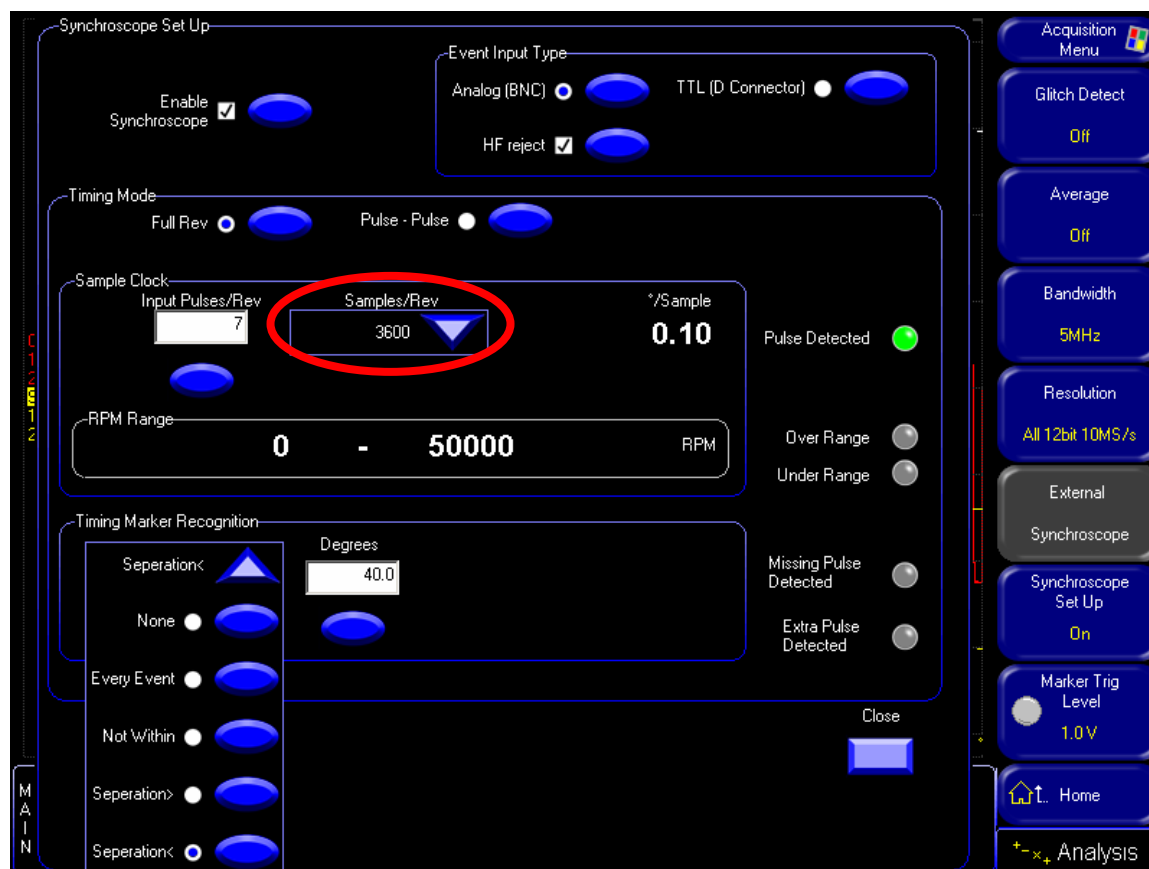 Synchroscope Set Up
Event Input Type
Enable
Synchroscope
Analog (BNC)
TTL (D Connector)
HF reject
Timing Mode
Full Rev
Pulse - Pulse
Sample Clock
Input Pulses/Rev
Samples/Rev
°/Sample
7
3600
0.10
Pulse Detected
RPM Range
0 - 50000 RPM
Over Range
Under Range
Timing Marker Recognition
Seperation<
Degrees
40.0
None
Every Event
Not Within
Seperation>
Seperation<
Missing Pulse
Detected
Extra Pulse
Detected
Close
Acquisition
Menu
Glitch Detect
Off
Average
Off
Bandwidth
5MHz
Resolution
All 12bit 10MS/s
External
Synchroscope
Synchroscope
Set Up
On
Marker Trig
Level
1.0 V
Home
Analysis
MAIN